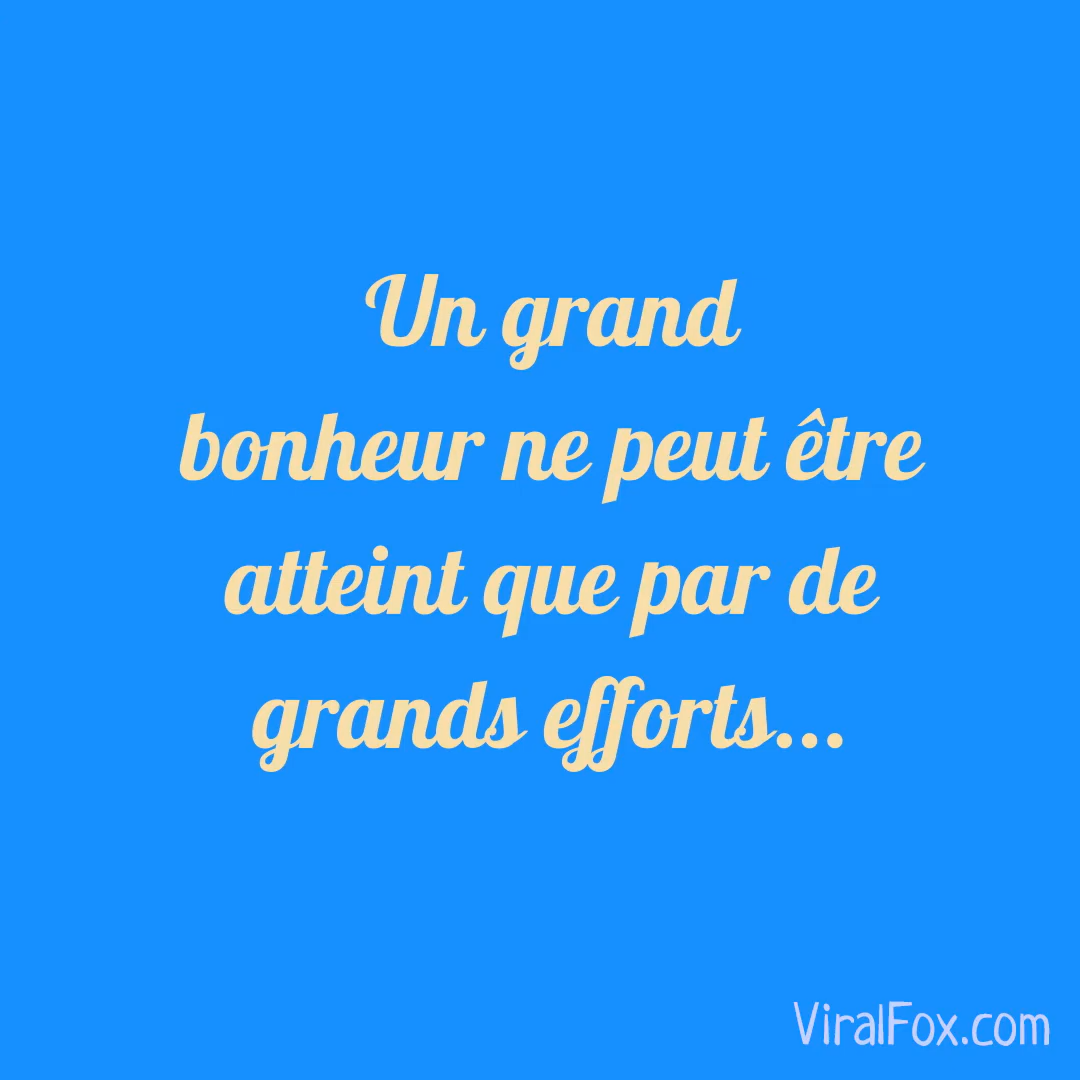 Un grand
bonheur ne peut être
atteint que par de
grands efforts...
ViralFox.com